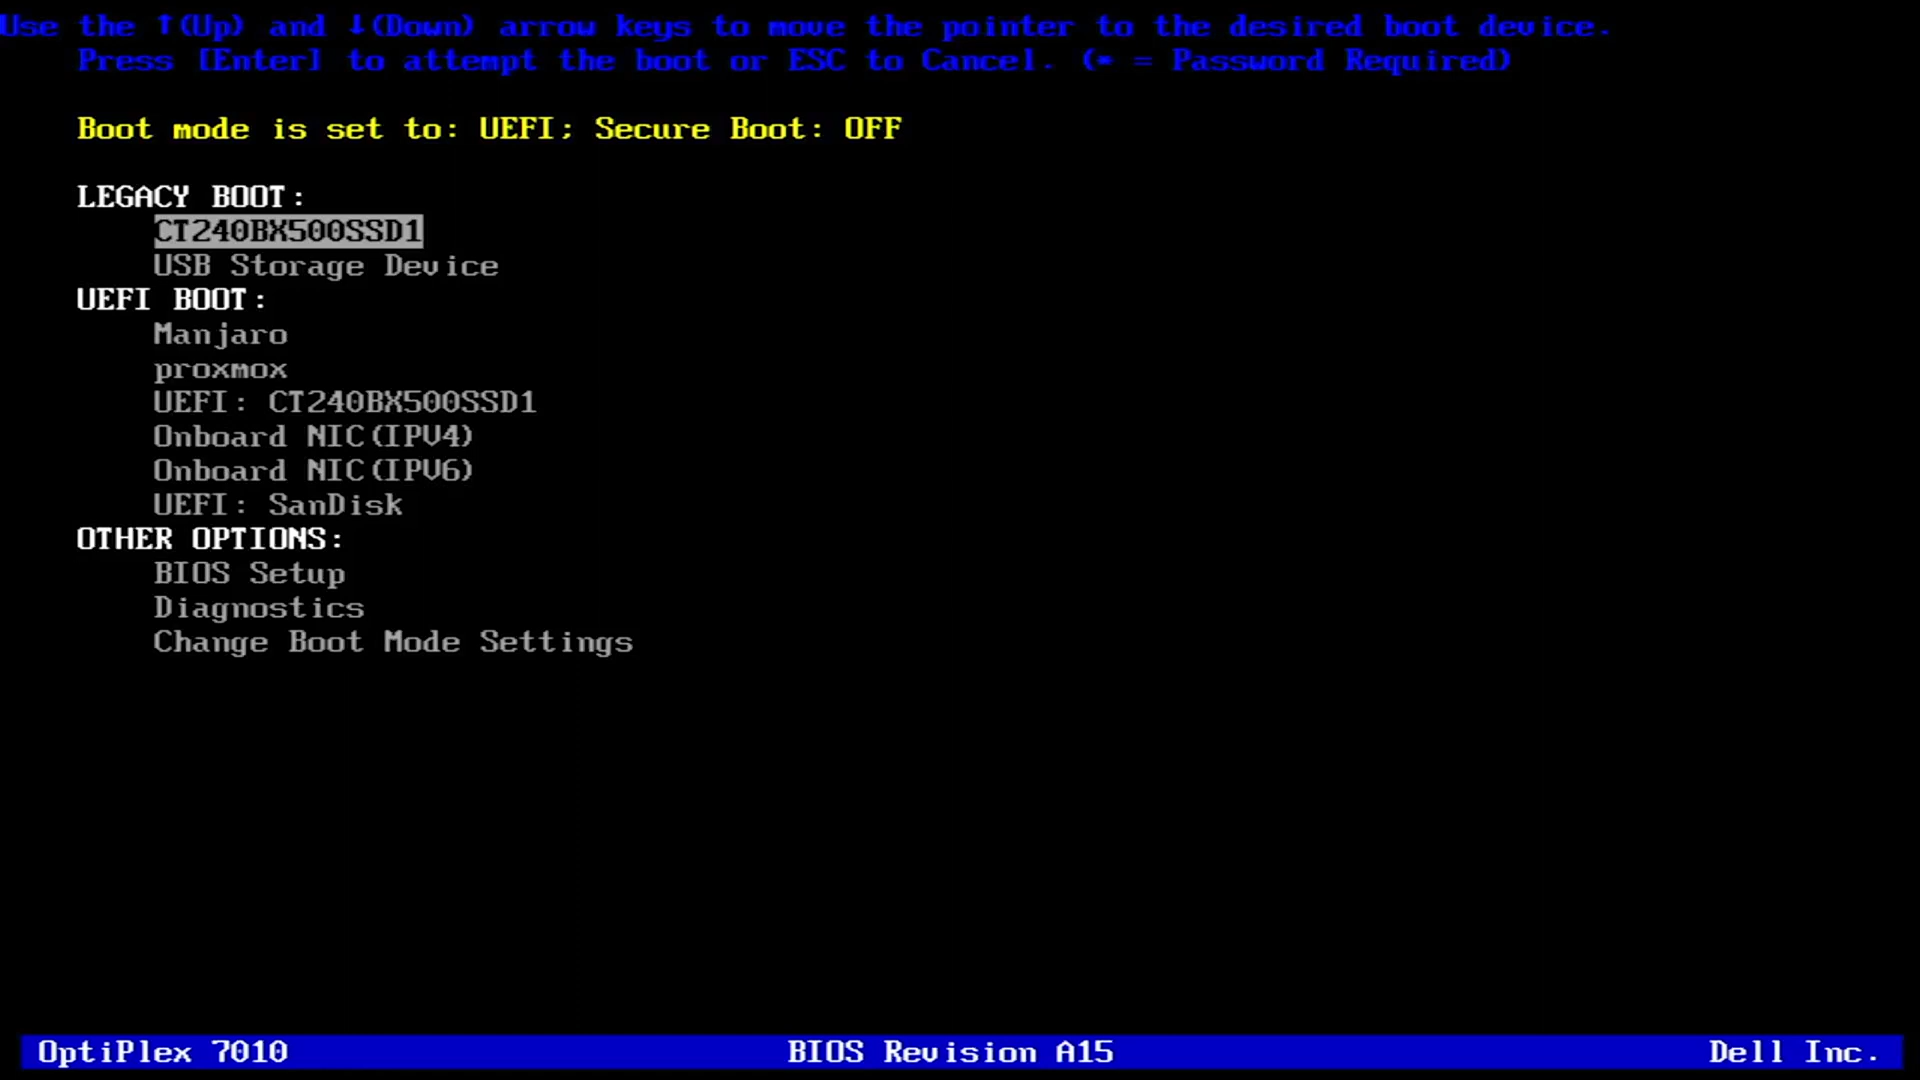 Use the ↑(Up) and ↓(Down) arrow keys to move the pointer to the desired boot device.
Press [Enter] to attempt the boot or ESC to Cancel. (* = Password Required)
Boot mode is set to: UEFI; Secure Boot: OFF
LEGACY BOOT:
CT240BX500SSD1
USB Storage Device
UEFI BOOT:
Manjaro
proxmox
UEFI: CT240BX500SSD1
Onboard NIC(IPV4)
Onboard NIC(IPV6)
UEFI: SanDisk
OTHER OPTIONS:
BIOS Setup
Diagnostics
Change Boot Mode Settings
OptiPlex 7010 BIOS Revision A15 Dell Inc.